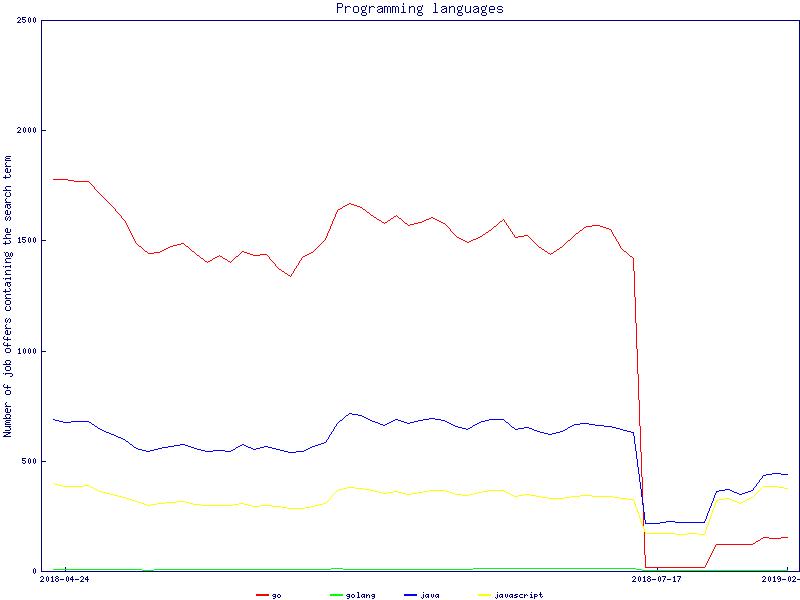 Programming languages
Number of job offers containing the search term
2500
2000
1500
1000
500
0
2018-04-24
2018-07-17
2019-02-
go
golang
java
javascript